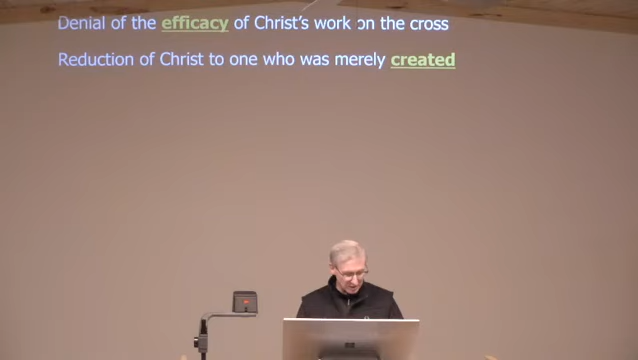 Denial of the efficacy of Christ's work on the cross
Reduction of Christ to one who was merely created